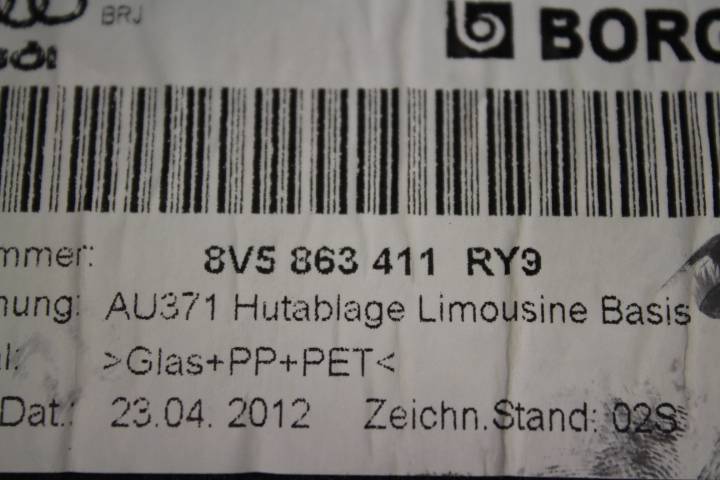 BRJ
BORG
mmer: 8V5 863 411 RY9
nung: AU371 Hutablage Limousine Basis
l: >Glas+PP+PET<
Dat.: 23.04. 2012 Zeichn.Stand: 02S